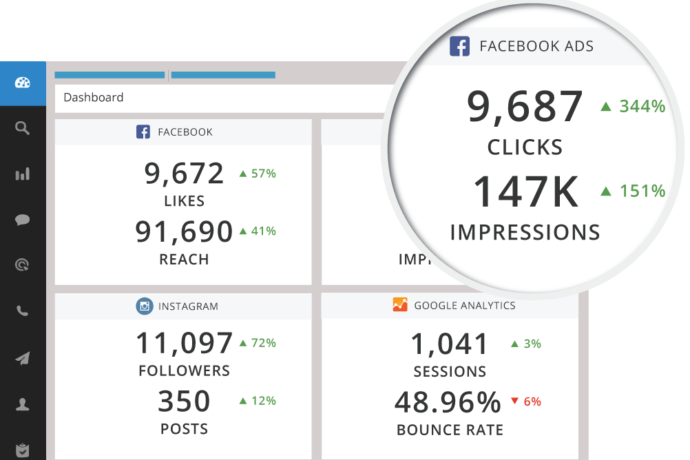 FACEBOOK ADS
9,687 ▲ 344%
CLICKS
147K ▲ 151%
IMPRESSIONS
Dashboard
FACEBOOK
9,672 ▲ 57%
LIKES
91,690 ▲ 41%
REACH
INSTAGRAM
11,097 ▲ 72%
FOLLOWERS
350 ▲ 12%
POSTS
GOOGLE ANALYTICS
1,041 ▲ 3%
SESSIONS
48.96% ▼ 6%
BOUNCE RATE